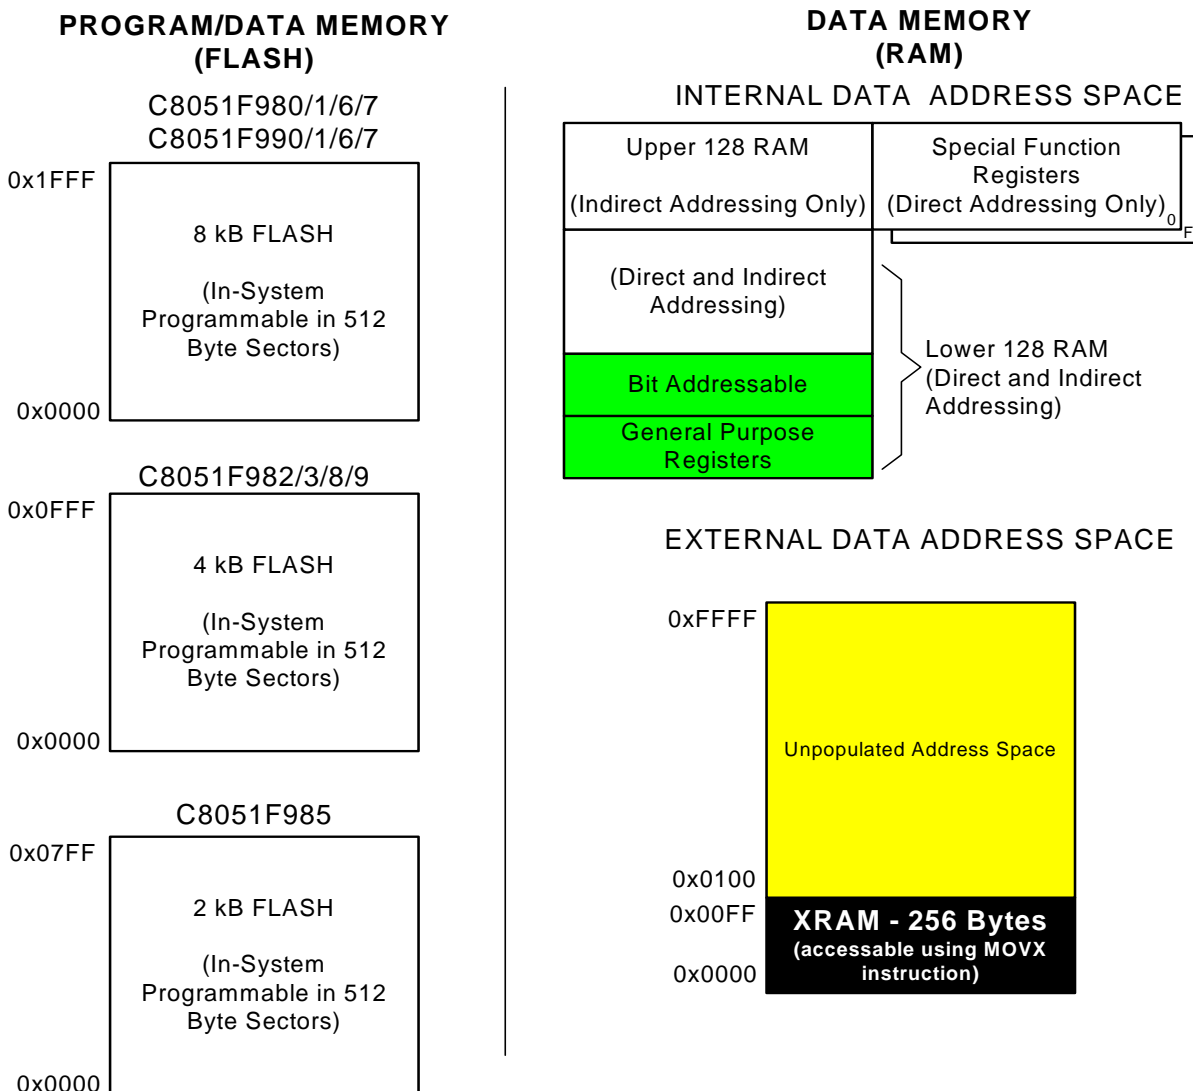 PROGRAM/DATA MEMORY
(FLASH)
C8051F980/1/6/7
C8051F990/1/6/7
0x1FFF
8 kB FLASH
(In-System
Programmable in 512
Byte Sectors)
0x0000
C8051F982/3/8/9
0x0FFF
4 kB FLASH
(In-System
Programmable in 512
Byte Sectors)
0x0000
C8051F985
0x07FF
2 kB FLASH
(In-System
Programmable in 512
Byte Sectors)
0x0000
DATA MEMORY
(RAM)
INTERNAL DATA ADDRESS SPACE
Upper 128 RAM
(Indirect Addressing Only)
Special Function
Registers
(Direct Addressing Only)
0
F
(Direct and Indirect
Addressing)
Bit Addressable
General Purpose
Registers
Lower 128 RAM
(Direct and Indirect
Addressing)
EXTERNAL DATA ADDRESS SPACE
0xFFFF
Unpopulated Address Space
0x0100
0x00FF
XRAM - 256 Bytes
(accessable using MOVX
instruction)
0x0000